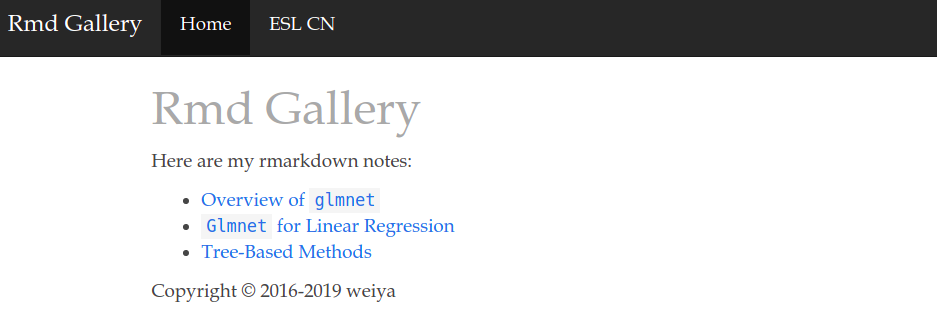 Rmd Gallery Home ESL CN
Rmd Gallery
Here are my rmarkdown notes:
Overview of glmnet
Glmnet for Linear Regression
Tree-Based Methods
Copyright © 2016-2019 weiya